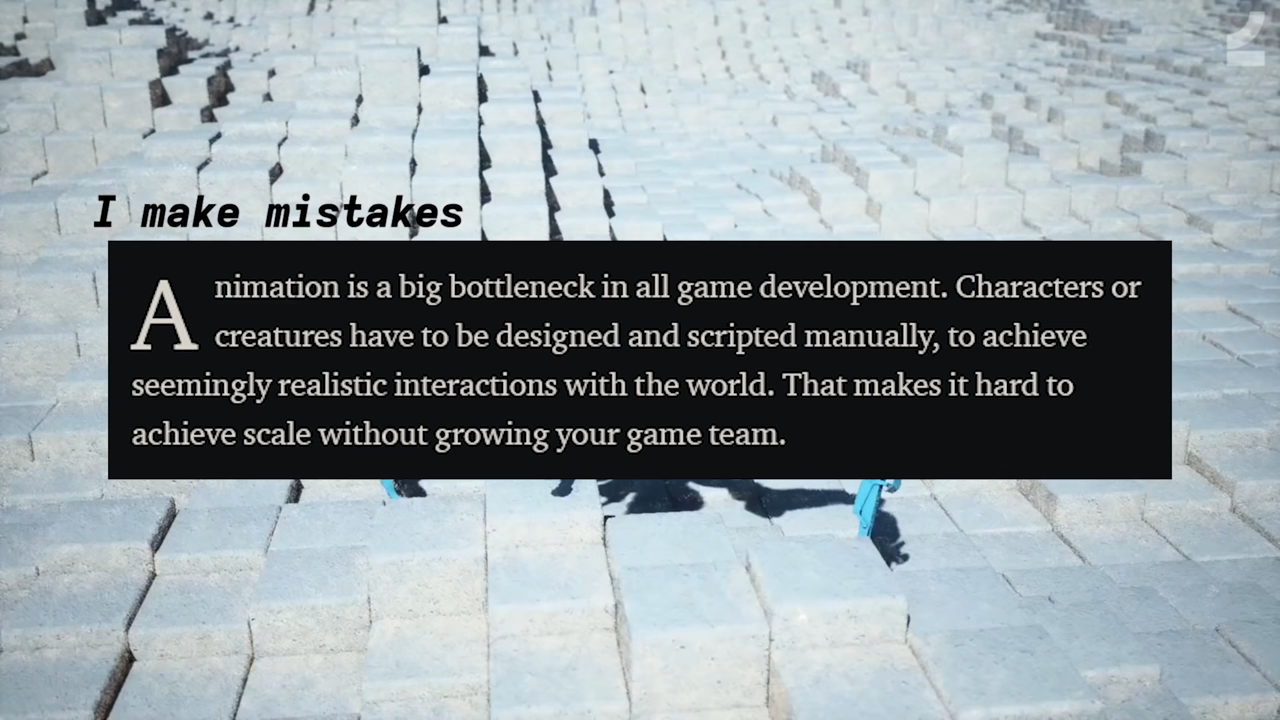 I make mistakes
Animation is a big bottleneck in all game development. Characters or
creatures have to be designed and scripted manually, to achieve
seemingly realistic interactions with the world. That makes it hard to
achieve scale without growing your game team.